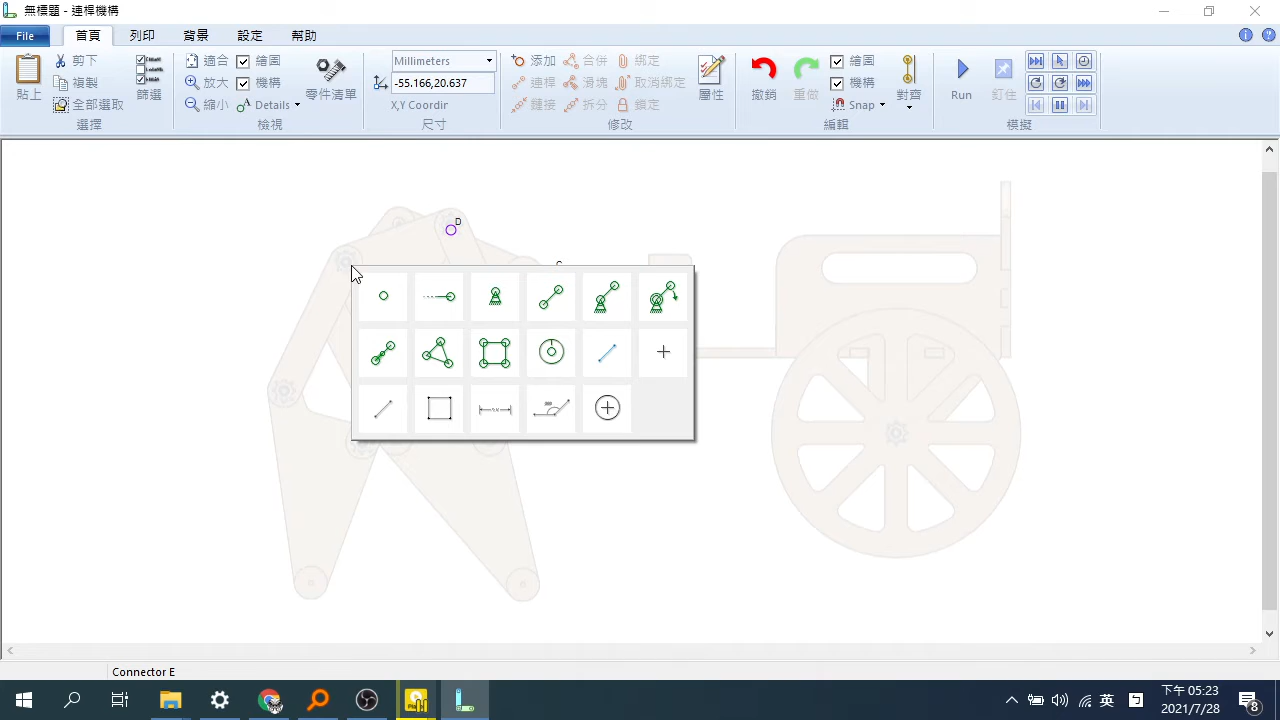 無標題 - 連桿機構
File
首頁
列印
背景
設定
幫助
剪下
複製
全部選取
貼上
篩選
選擇
適合
放大
縮小
繪圖
機構
Details
零件清單
檢視
Millimeters
-55.166,20.637
X,Y Coordir
尺寸
添加
合併
綁定
連桿
滑塊
取消綁定
鏈接
拆分
鎖定
修改
屬性
撤銷
重做
繪圖
機構
Snap
對齊
編輯
Run
釘住
模擬
D
Connector E
英
下午 05:23
2021/7/28
8